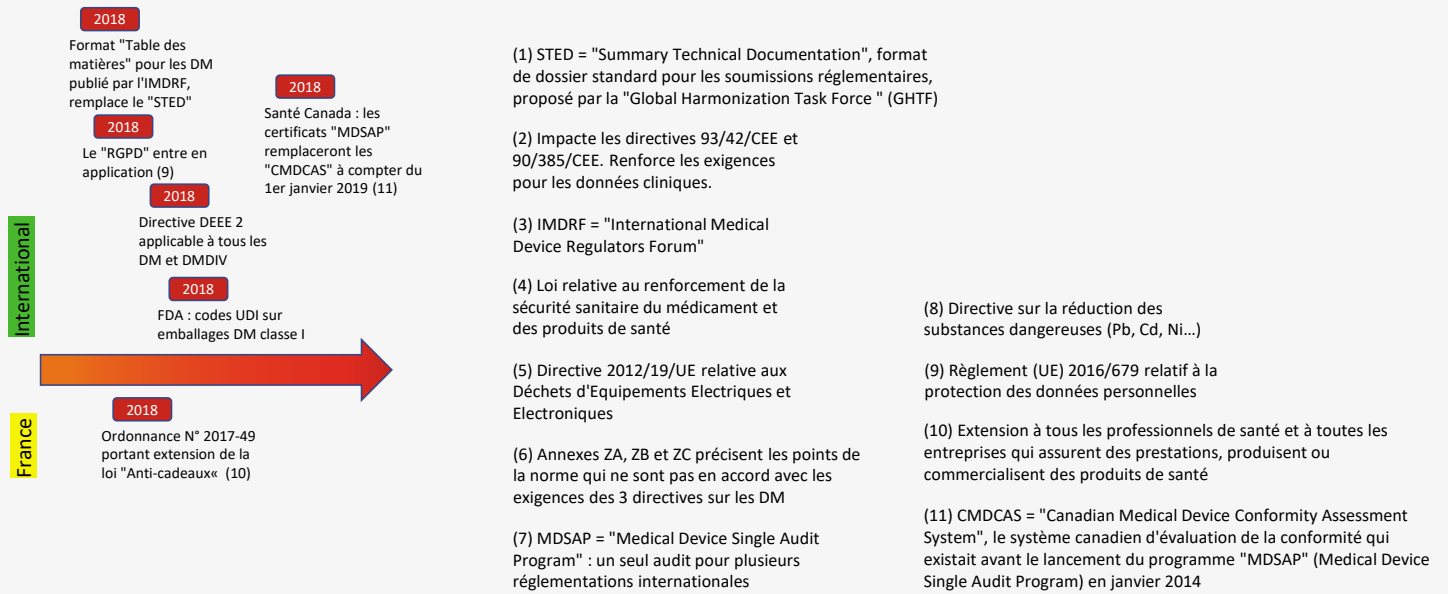 2018
Format "Table des
matières" pour les DM
publié par l'IMDRF,
remplace le "STED"
2018
Le "RGPD" entre en
application (9)
2018
Santé Canada : les
certificats "MDSAP"
remplaceront les
"CMDCAS" à compter du
1er janvier 2019 (11)
2018
Directive DEEE 2
applicable à tous les
DM et DMDIV
2018
FDA : codes UDI sur
emballages DM classe I
International
France
2018
Ordonnance N° 2017-49
portant extension de la
loi "Anti-cadeaux« (10)
(1) STED = "Summary Technical Documentation", format
de dossier standard pour les soumissions réglementaires,
proposé par la "Global Harmonization Task Force " (GHTF)
(2) Impacte les directives 93/42/CEE et
90/385/CEE. Renforce les exigences
pour les données cliniques.
(3) IMDRF = "International Medical
Device Regulators Forum"
(4) Loi relative au renforcement de la
sécurité sanitaire du médicament et
des produits de santé
(5) Directive 2012/19/UE relative aux
Déchets d'Equipements Electriques et
Electroniques
(6) Annexes ZA, ZB et ZC précisent les points de
la norme qui ne sont pas en accord avec les
exigences des 3 directives sur les DM
(7) MDSAP = "Medical Device Single Audit
Program" : un seul audit pour plusieurs
réglementations internationales
(8) Directive sur la réduction des
substances dangereuses (Pb, Cd, Ni…)
(9) Règlement (UE) 2016/679 relatif à la
protection des données personnelles
(10) Extension à tous les professionnels de santé et à toutes les
entreprises qui assurent des prestations, produisent ou
commercialisent des produits de santé
(11) CMDCAS = "Canadian Medical Device Conformity Assessment
System", le système canadien d'évaluation de la conformité qui
existait avant le lancement du programme "MDSAP" (Medical Device
Single Audit Program) en janvier 2014